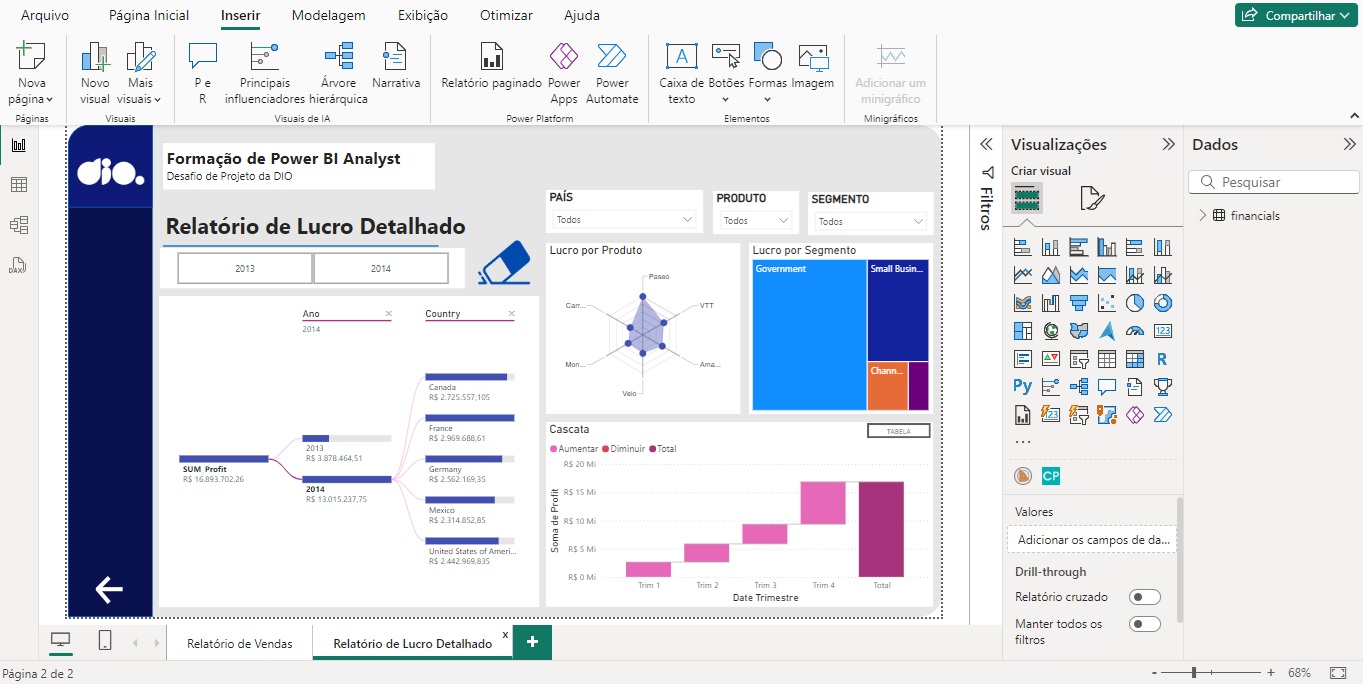 Arquivo Página Inicial Inserir Modelagem Exibição Otimizar Ajuda Compartilhar
Nova página
Novo visual
Mais visuais
P e R
Principais influenciadores
Árvore hierárquica
Narrativa
Relatório paginado
Power Apps
Power Automate
Caixa de texto
Botões
Formas
Imagem
Adicionar um minigráfico
Páginas
Visuais
Visuais de IA
Power Platform
Elementos
Minigráficos
dio.
Formação de Power BI Analyst
Desafio de Projeto da DIO
Relatório de Lucro Detalhado
2013
2014
PAÍS
Todos
PRODUTO
Todos
SEGMENTO
Todos
Ano
2014
Country
SUM_Profit
R$ 16.893.702,26
2013
R$ 3.878.464,51
2014
R$ 13.015.237,75
Canada
R$ 2.725.557,105
France
R$ 2.969.688,61
Germany
R$ 2.562.169,35
Mexico
R$ 2.314.852,85
United States of Ameri...
R$ 2.442.969,835
Lucro por Produto
Paseo
VTT
Ama...
Velo
Mon...
Carr...
Lucro por Segmento
Government
Small Busin...
Chann...
Cascata
TABELA
Aumentar Diminuir Total
R$ 20 Mi
R$ 15 Mi
R$ 10 Mi
R$ 5 Mi
R$ 0 Mi
Soma de Profit
Trim 1
Trim 2
Trim 3
Trim 4
Total
Date Trimestre
Filtros
Visualizações
Criar visual
123
R
Py
123
...
CP
Valores
Adicionar os campos de da...
Drill-through
Relatório cruzado
Manter todos os
filtros
Dados
Pesquisar
financials
DAX
Relatório de Vendas
Relatório de Lucro Detalhado
x
+
Página 2 de 2
- + 68%